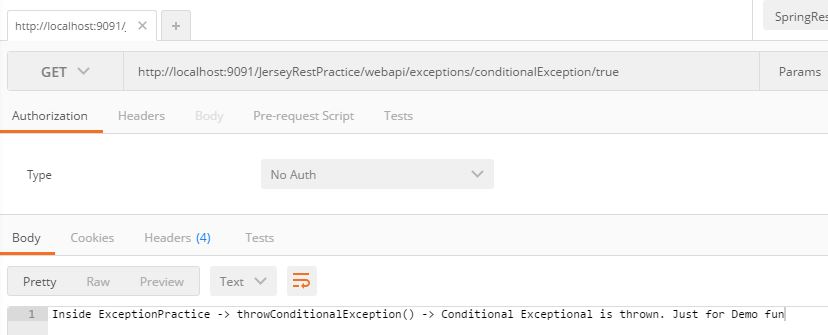 http://localhost:9091/J
SpringRes
GET http://localhost:9091/JerseyRestPractice/webapi/exceptions/conditionalException/true Params
Authorization Headers Body Pre-request Script Tests
Type No Auth
Body Cookies Headers (4) Tests
Pretty Raw Preview Text
1 Inside ExceptionPractice -> throwConditionalException() -> Conditional Exceptional is thrown. Just for Demo fun